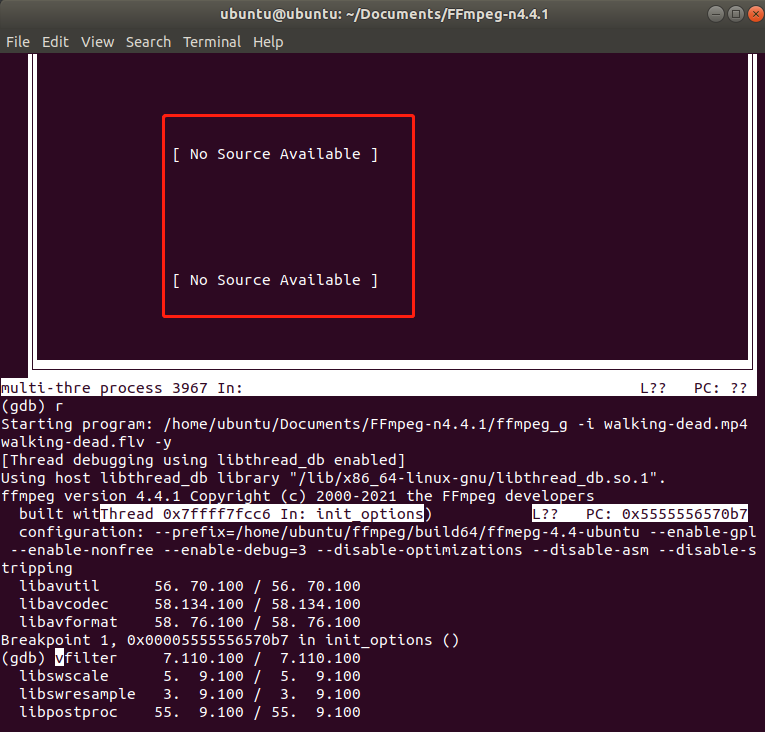 ubuntu@ubuntu: ~/Documents/FFmpeg-n4.4.1
File Edit View Search Terminal Help
[ No Source Available ]
[ No Source Available ]
multi-thre process 3967 In: L?? PC: ??
(gdb) r
Starting program: /home/ubuntu/Documents/FFmpeg-n4.4.1/ffmpeg_g -i walking-dead.mp4
walking-dead.flv -y
[Thread debugging using libthread_db enabled]
Using host libthread_db library "/lib/x86_64-linux-gnu/libthread_db.so.1".
ffmpeg version 4.4.1 Copyright (c) 2000-2021 the FFmpeg developers
built witThread 0x7ffff7fcc6 In: init_options) L?? PC: 0x5555556570b7
configuration: --prefix=/home/ubuntu/ffmpeg/build64/ffmepg-4.4-ubuntu --enable-gpl
--enable-nonfree --enable-debug=3 --disable-optimizations --disable-asm --disable-s
tripping
libavutil 56. 70.100 / 56. 70.100
libavcodec 58.134.100 / 58.134.100
libavformat 58. 76.100 / 58. 76.100
Breakpoint 1, 0x00005555556570b7 in init_options ()
(gdb) vfilter 7.110.100 / 7.110.100
libswscale 5. 9.100 / 5. 9.100
libswresample 3. 9.100 / 3. 9.100
libpostproc 55. 9.100 / 55. 9.100